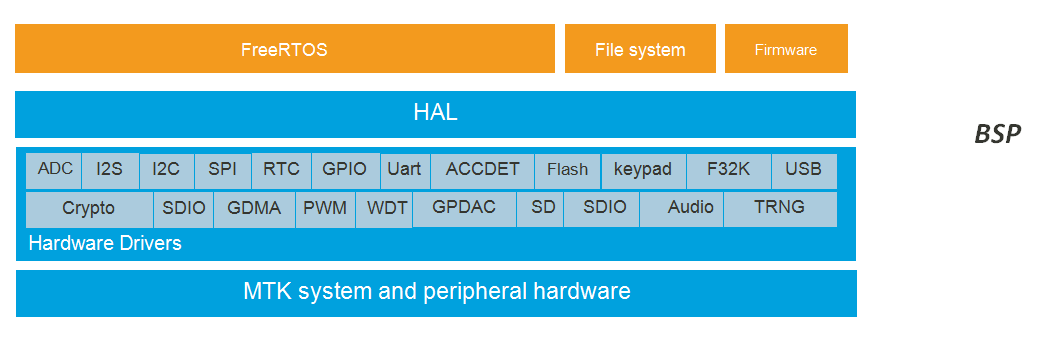 FreeRTOS File system Firmware
HAL
BSP
ADC I2S I2C SPI RTC GPIO Uart ACCDET Flash keypad F32K USB
Crypto SDIO GDMA PWM WDT GPDAC SD SDIO Audio TRNG
Hardware Drivers
MTK system and peripheral hardware